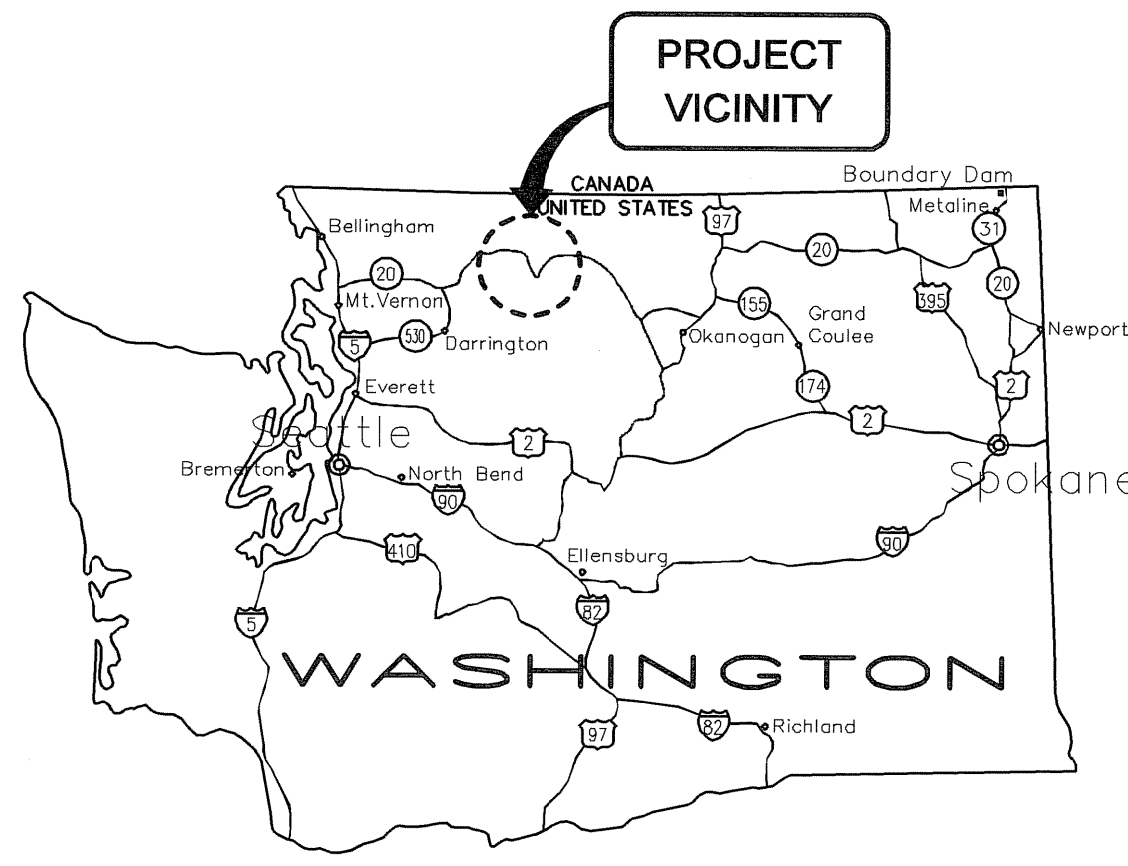 PROJECT
VICINITY
CANADA
UNITED STATES
Boundary Dam
Metaline
31
97
Bellingham
20
20
20
395
Mt. Vernon
155
Grand
Coulee
530
Darrington
Okanogan
Newport
5
Everett
174
2
2
2
Seattle
Bremerton
North Bend
90
Spokane
410
90
Ellensburg
82
5
WASHINGTON
97
82
Richland